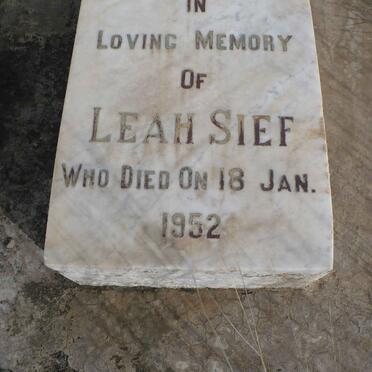 IN
LOVING MEMORY
OF
LEAH SIEF
WHO DIED ON 18 JAN.
1952